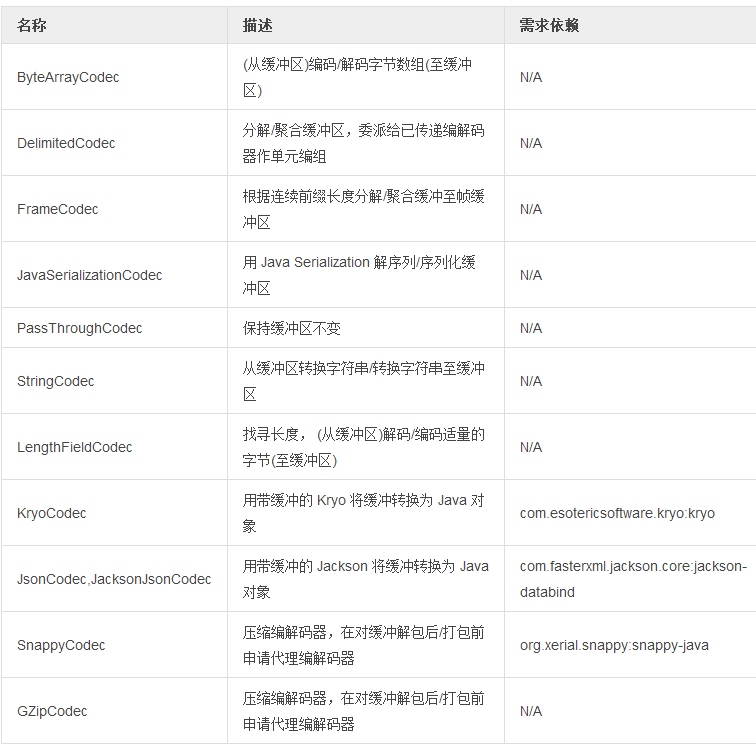 名称 描述 需求依赖
ByteArrayCodec (从缓冲区)编码/解码字节数组(至缓冲 N/A
区)
DelimitedCodec 分解/聚合缓冲区，委派给已传递编解码 N/A
器作单元编组
FrameCodec 根据连续前缀长度分解/聚合缓冲至帧缓 N/A
冲区
JavaSerializationCodec 用 Java Serialization 解序列/序列化缓 N/A
冲区
PassThroughCodec 保持缓冲区不变 N/A
StringCodec 从缓冲区转换字符串/转换字符串至缓冲 N/A
区
LengthFieldCodec 找寻长度， (从缓冲区)解码/编码适量的 N/A
字节(至缓冲区)
KryoCodec 用带缓冲的 Kryo 将缓冲转换为 Java 对 com.esotericsoftware.kryo:kryo
象
JsonCodec,JacksonJsonCodec 用带缓冲的 Jackson 将缓冲转换为 Java com.fasterxml.jackson.core:jackson-
对象 databind
SnappyCodec 压缩编解码器，在对缓冲解包后/打包前 org.xerial.snappy:snappy-java
申请代理编解码器
GZipCodec 压缩编解码器，在对缓冲解包后/打包前 N/A
申请代理编解码器